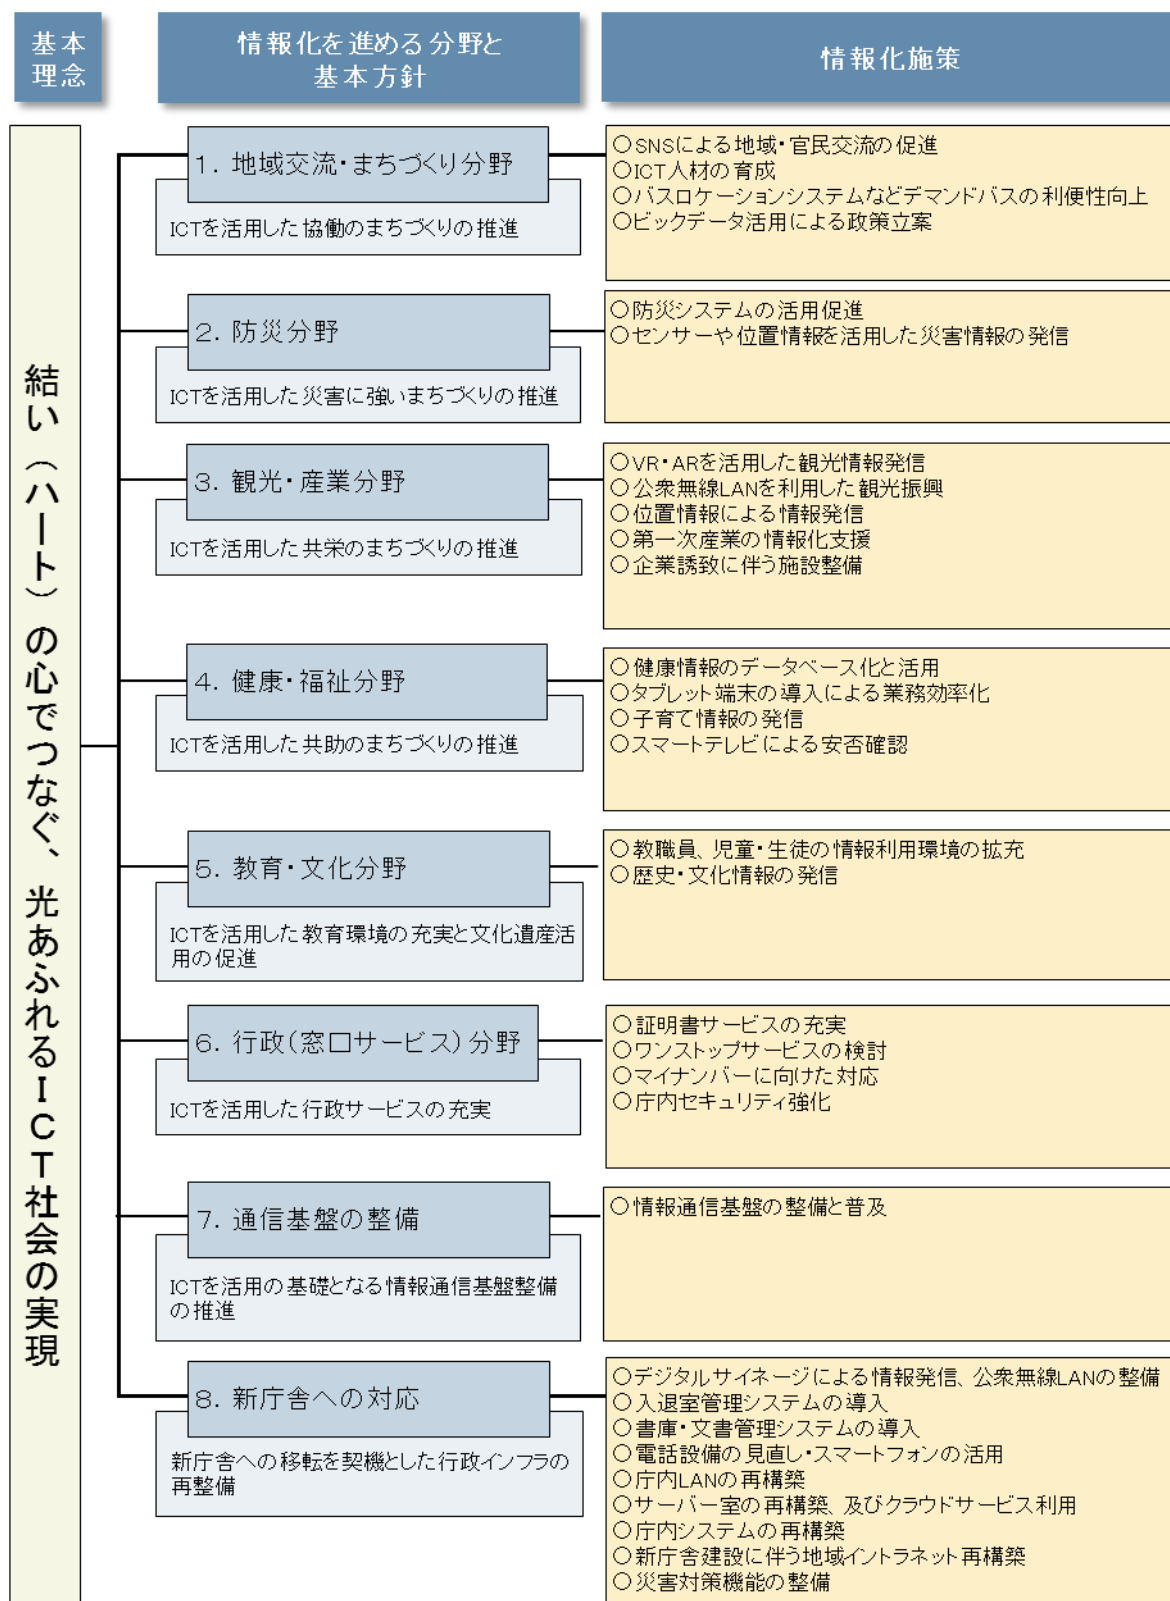 基本
理念
情報化を進める分野と
基本方針
情報化施策
結い（ハート）の心でつなぐ、光あふれるICT社会の実現
1. 地域交流・まちづくり分野
ICTを活用した協働のまちづくりの推進
○SNSによる地域・官民交流の促進
○ICT人材の育成
○バスロケーションシステムなどデマンドバスの利便性向上
○ビックデータ活用による政策立案
2. 防災分野
ICTを活用した災害に強いまちづくりの推進
○防災システムの活用促進
○センサーや位置情報を活用した災害情報の発信
3. 観光・産業分野
ICTを活用した共栄のまちづくりの推進
○VR・ARを活用した観光情報発信
○公衆無線LANを利用した観光振興
○位置情報による情報発信
○第一次産業の情報化支援
○企業誘致に伴う施設整備
4. 健康・福祉分野
ICTを活用した共助のまちづくりの推進
○健康情報のデータベース化と活用
○タブレット端末の導入による業務効率化
○子育て情報の発信
○スマートテレビによる安否確認
5. 教育・文化分野
ICTを活用した教育環境の充実と文化遺産活
用の促進
○教職員、児童・生徒の情報利用環境の拡充
○歴史・文化情報の発信
6. 行政(窓口サービス)分野
ICTを活用した行政サービスの充実
○証明書サービスの充実
○ワンストップサービスの検討
○マイナンバーに向けた対応
○庁内セキュリティ強化
7. 通信基盤の整備
ICTを活用の基礎となる情報通信基盤整備
の推進
○情報通信基盤の整備と普及
8. 新庁舎への対応
新庁舎への移転を契機とした行政インフラの
再整備
○デジタルサイネージによる情報発信、公衆無線LANの整備
○入退室管理システムの導入
○書庫・文書管理システムの導入
○電話設備の見直し・スマートフォンの活用
○庁内LANの再構築
○サーバー室の再構築、及びクラウドサービス利用
○庁内システムの再構築
○新庁舎建設に伴う地域イントラネット再構築
○災害対策機能の整備